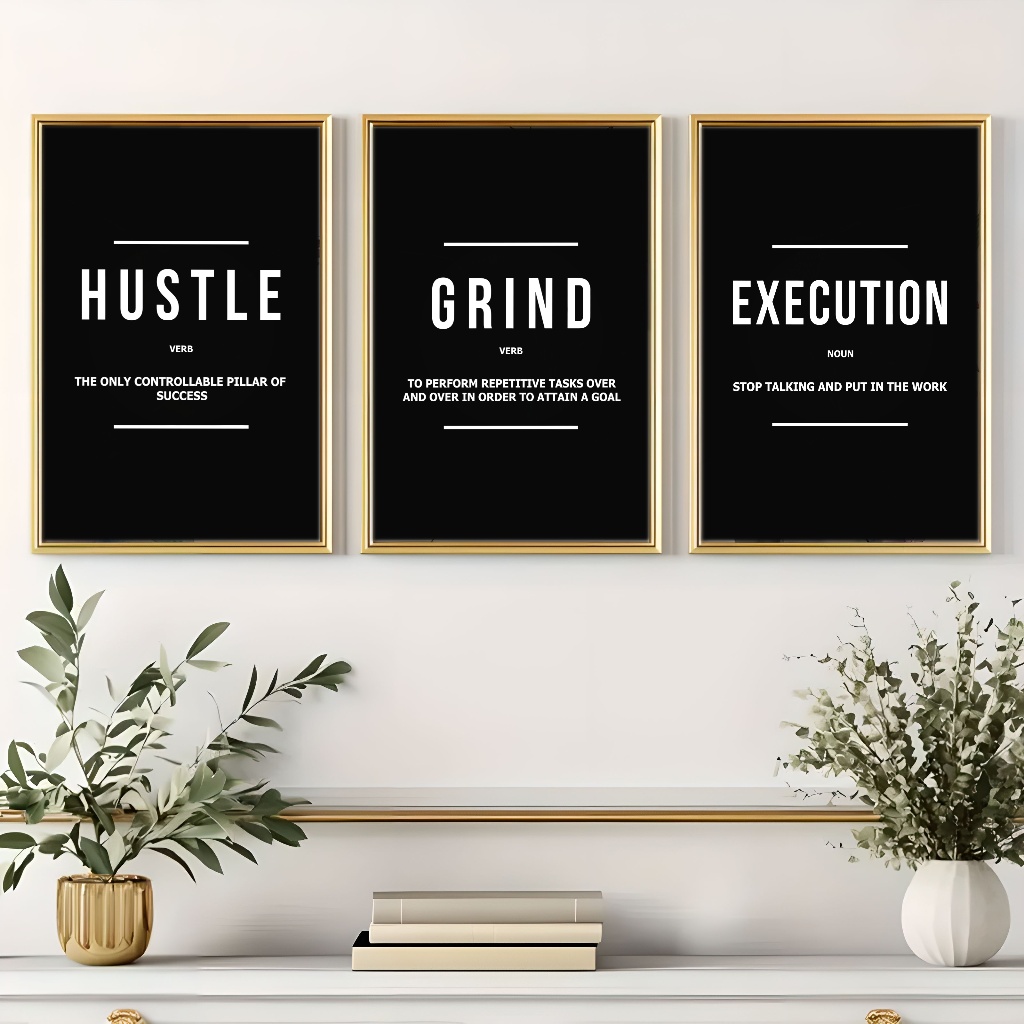 HUSTLE
VERB
THE ONLY CONTROLLABLE PILLAR OF
SUCCESS
GRIND
VERB
TO PERFORM REPETITIVE TASKS OVER
AND OVER IN ORDER TO ATTAIN A GOAL
EXECUTION
NOUN
STOP TALKING AND PUT IN THE WORK